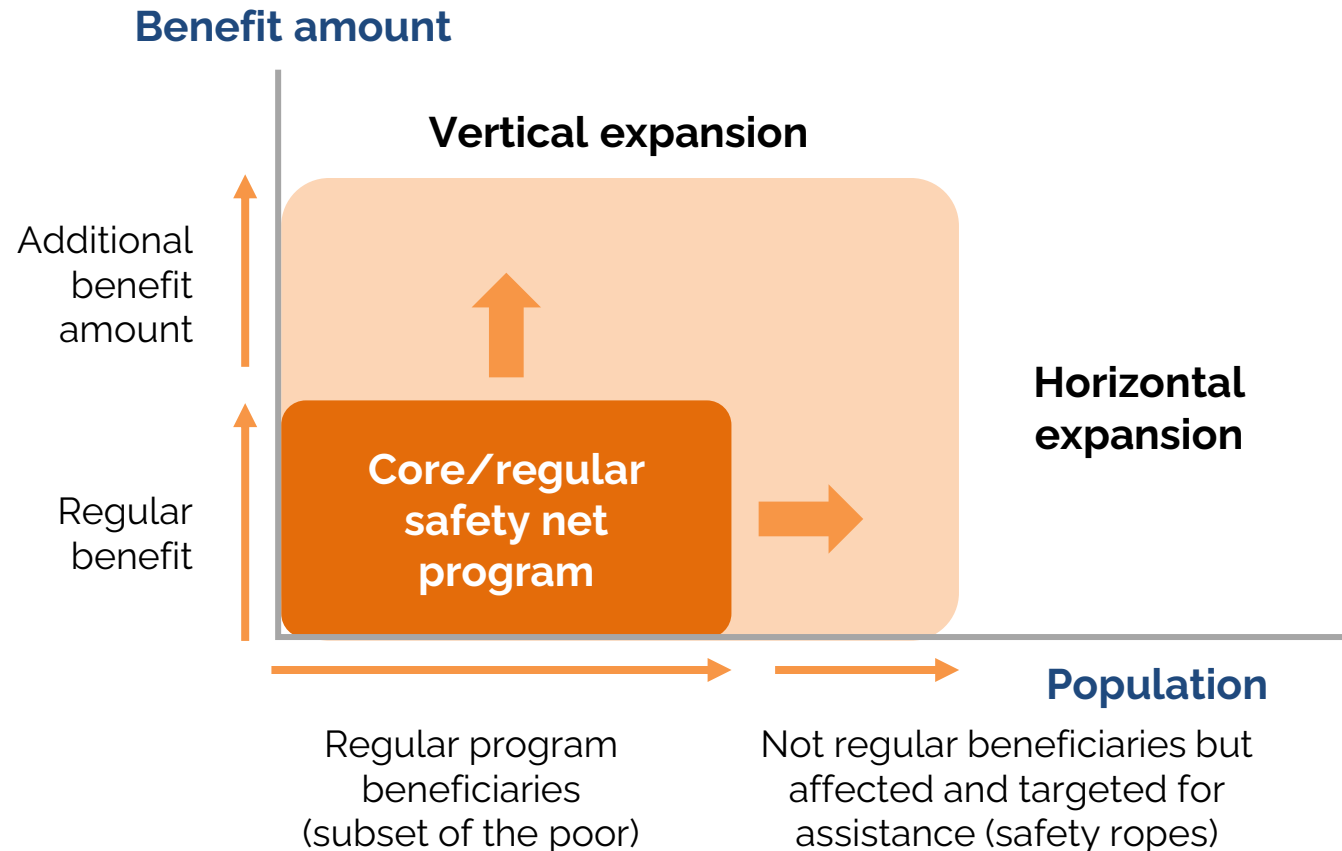 Benefit amount
Vertical expansion
Additional
benefit
amount
Horizontal
expansion
Core/regular
safety net
program
Regular
benefit
Population
Regular program
beneficiaries
(subset of the poor)
Not regular beneficiaries but
affected and targeted for
assistance (safety ropes)